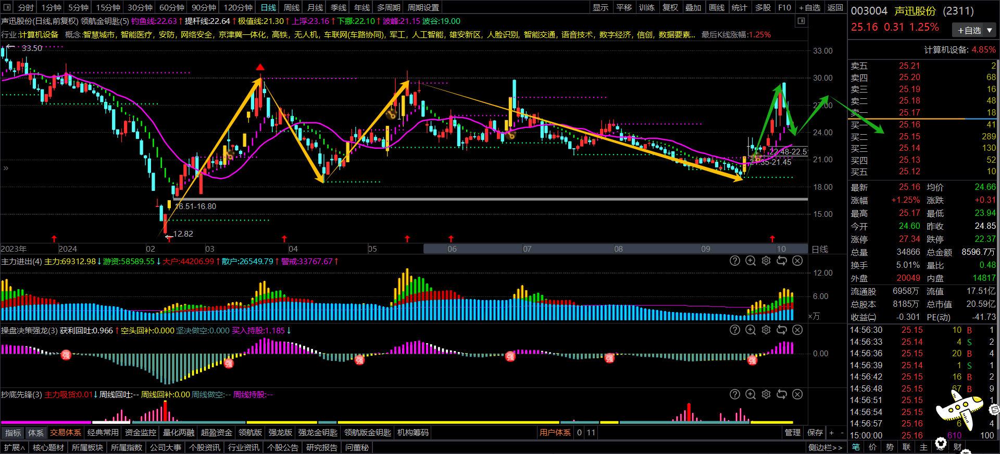 分时 1分钟 5分钟 15分钟 30分钟 60分钟 90分钟 120分钟 日线 周线 月线 季线 年线 多周期 周期设置 显示 平移 训练 复权 叠加 画线 统计 多股 F10 +自选 返回
声迅股份(日线,前复权) 领航金钥匙(5) 钓鱼线:22.63↑ 提杆线:22.64↑ 极值线:21.30↑ 上浮:23.16↑ 下挪:22.10↑ 波峰:21.15 波谷:19.00
行业:计算机设备 概念:智慧城市，智能医疗，安防，网络安全，京津冀一体化，高铁，无人机，车联网(车路协同)，军工，人工智能，雄安新区，人脸识别，智能交通，语音技术，数字经济，信创，数据要素... 最后K线涨幅:1.25%
33.50
33.00
30.00
27.00
24.00
21.00
18.00
15.00
22.48-22.5
21.35-21.45
16.51-16.80
12.82
2023年 2024 02 03 04 05 06 07 08 09 10 日线
主力进出(4) 主力:69312.98↓ 游资:58589.55↓ 大户:44206.99↑ 散户:26549.79↑ 警戒:33767.67↑
12.00
6.00
×万
操盘决策强龙(3) 获利回吐:0.966↑ 空头回补:0.000 坚决做空:0.000 买入持股:1.185↓
强 强 强 强 强 强
0.00
抄底先锋(3) 主力吸货:0.01↓ 周线回吐:-- 周线回补:0.00 周线做空:-- 周线持股:--
指标 体系 交易体系 经典常用 资金监控 量化两融 超盈资金 领航版 强龙版 强龙金钥匙 领航版金钥匙 机构筹码 用户体系 0 11 管理 保存 + -
扩展∧ 核心题材 所属板块 所属指数 公司大事 个股资讯 行业资讯 个股公告 研究报告 问董秘 侧边栏>>
003004 声迅股份 (2311)
25.16 0.31 1.25% +自选 ▼
计算机设备: 4.85%
卖五 25.21 2
卖四 25.20 68
卖三 25.19 16
卖二 25.18 48
卖一 25.17 18
买一 25.16 41
买二 25.15 289
买三 25.14 130
买四 25.13 52
买五 25.12 10
最新 25.16 均价 24.66
涨幅 +1.25% 涨跌 +0.31
最高 25.17 最低 23.94
今开 24.60 昨收 24.85
涨停 27.34 跌停 22.37
总量 34866 总金额 8596.7万
换手 5.01% 量比 0.48
外盘 20049 内盘 14817
流通股 6958万 流值 17.51亿
总股本 8185万 总市值 20.59亿
收益㈡ -0.301 PE(动) -41.73
14:56:30 25.15 10 B 1
14:56:33 25.14 4 S 2
14:56:36 25.15 20 B 4
14:56:39 25.14 1 S 1
14:56:42 25.15 16 B 2
14:56:48 25.15 67 B 9
14:56:51 25.15 1
14:56:54 25.15
14:56:57 25.16 6 4
15:00:00 25.16 610 100
笔 价 势 联 主 财